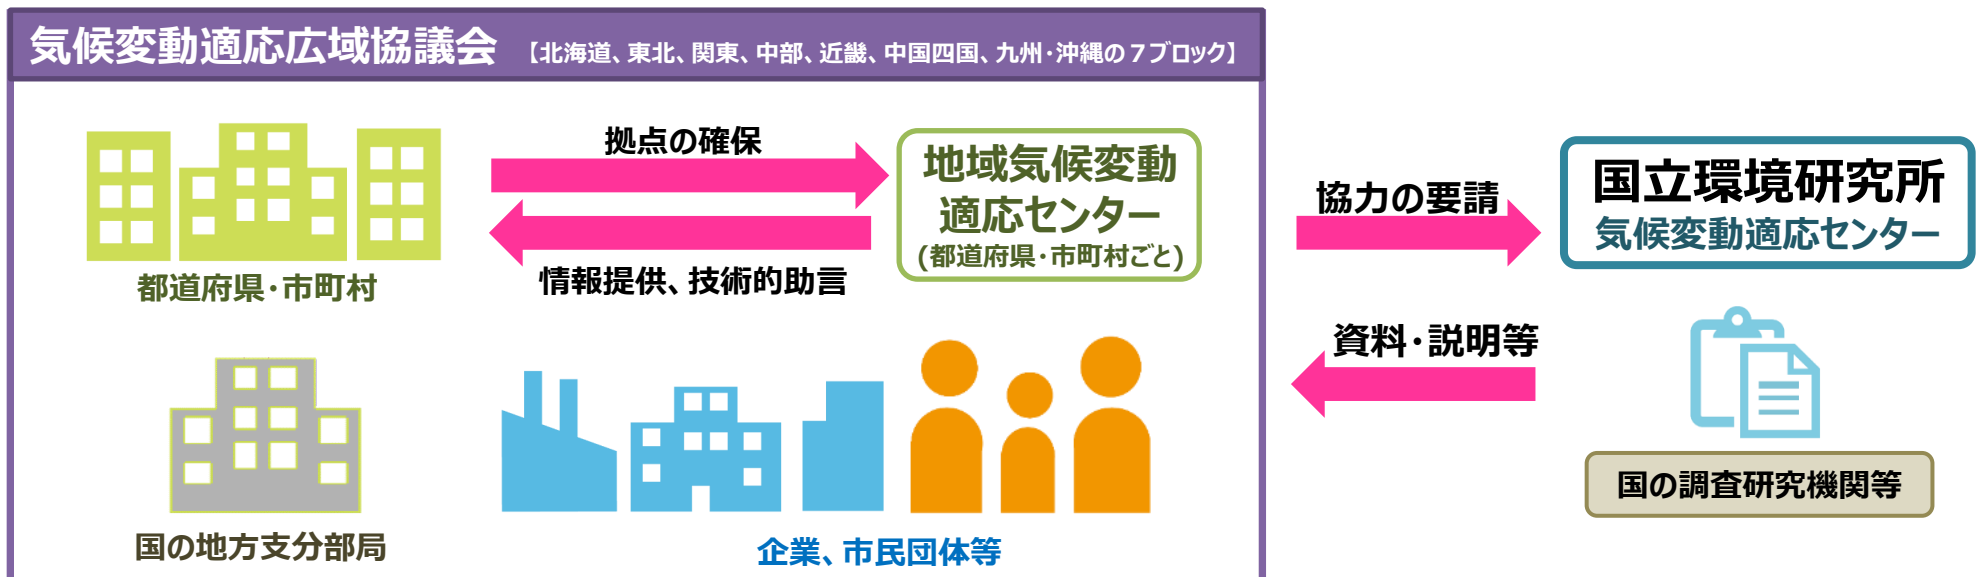 気候変動適応広域協議会 【北海道、東北、関東、中部、近畿、中国四国、九州・沖縄の7ブロック】
拠点の確保
地域気候変動
適応センター
(都道府県・市町村ごと)
情報提供、技術的助言
都道府県・市町村
国の地方支分部局
企業、市民団体等
協力の要請
資料・説明等
国立環境研究所
気候変動適応センター
国の調査研究機関等